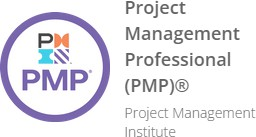 PMP®
Project
Management
Professional
(PMP)®
Project Management
Institute